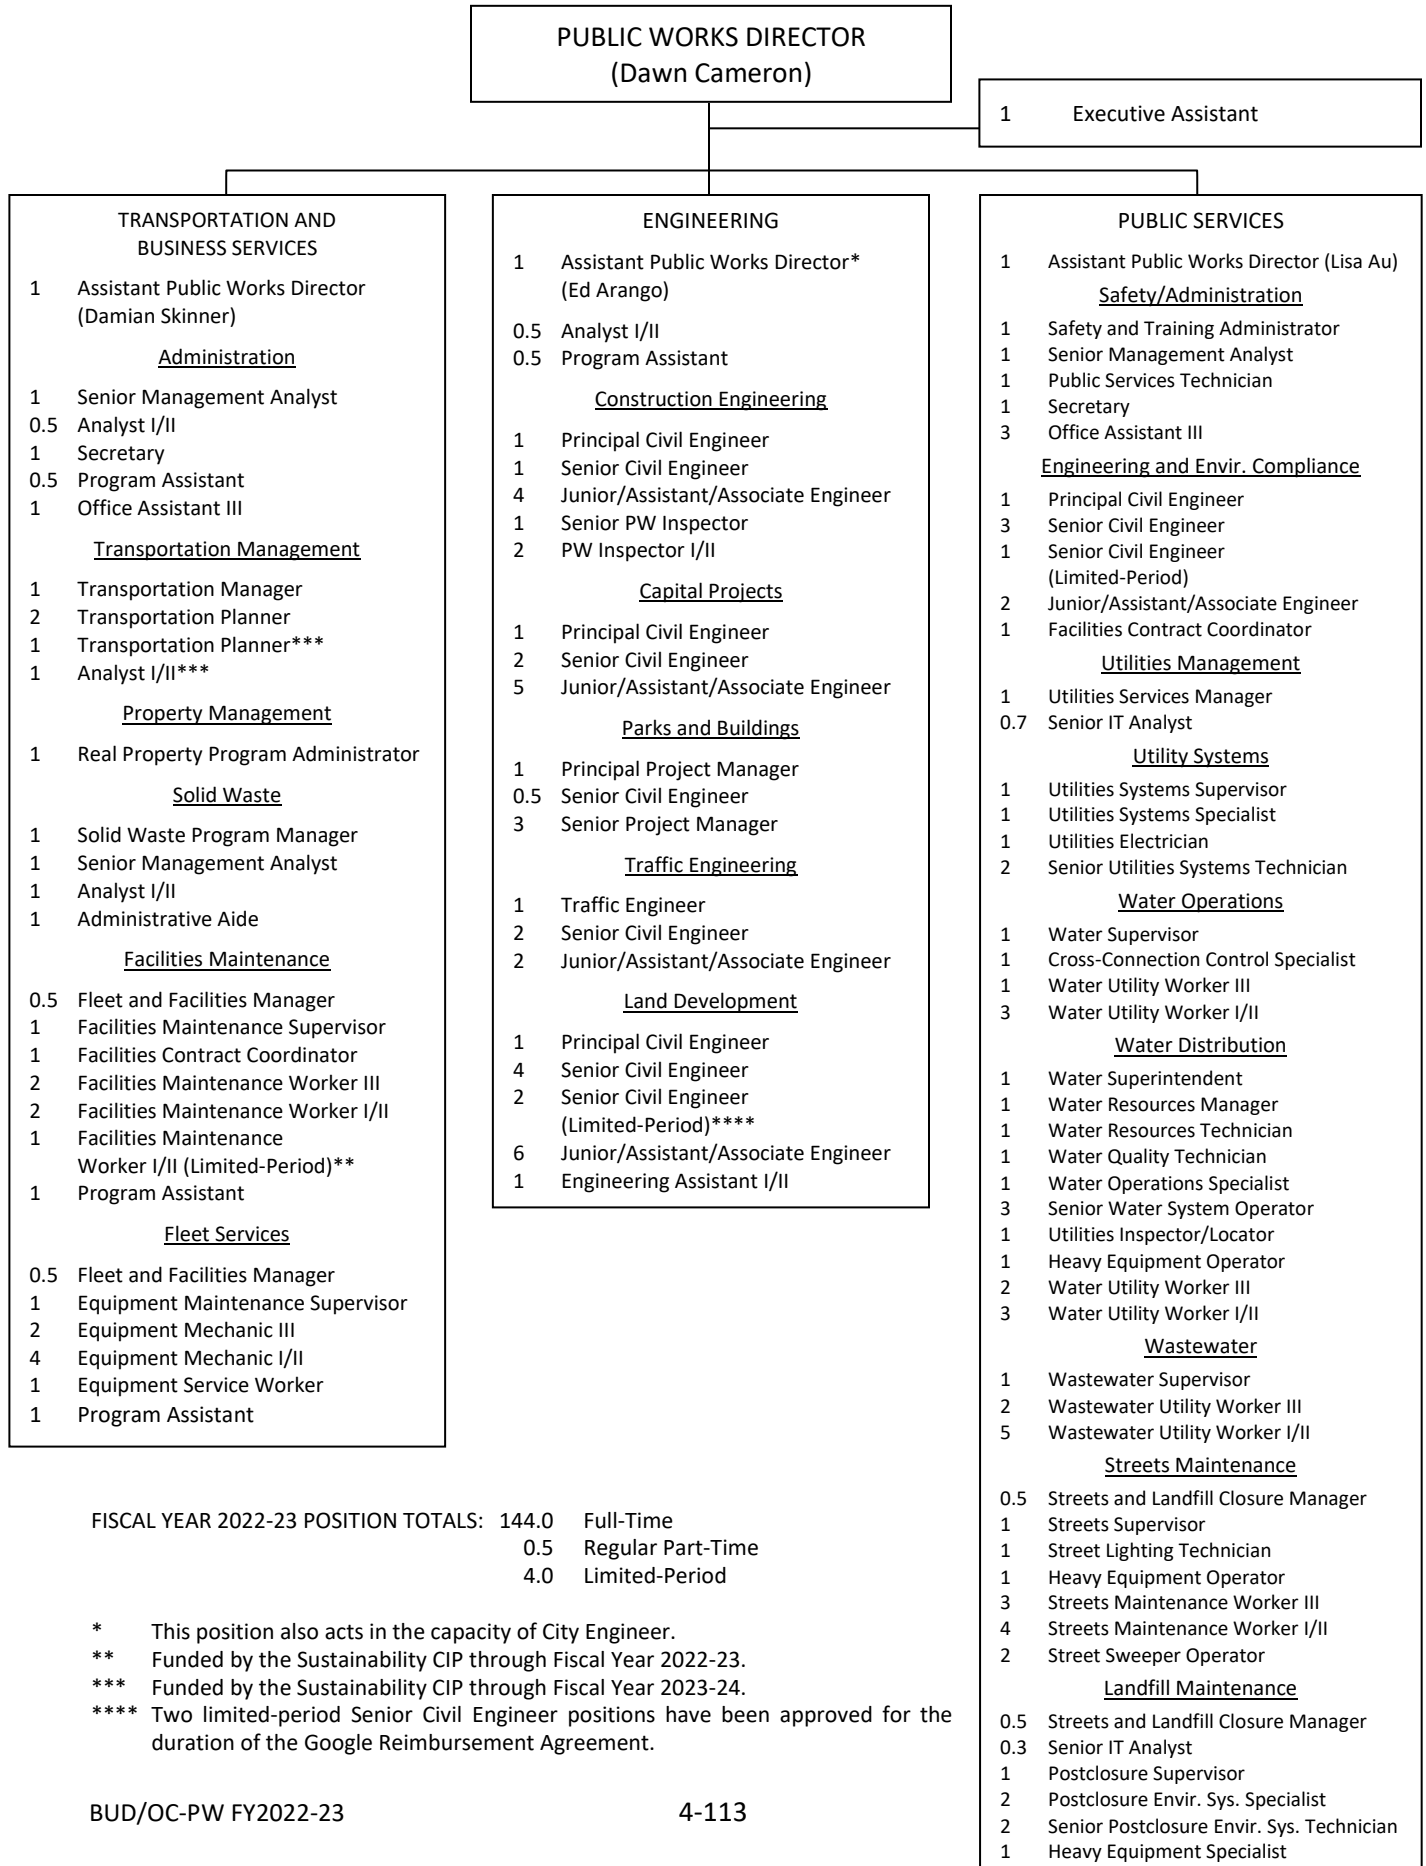 PUBLIC WORKS DIRECTOR
(Dawn Cameron)
1 Executive Assistant
TRANSPORTATION AND
BUSINESS SERVICES
1 Assistant Public Works Director
(Damian Skinner)
Administration
1 Senior Management Analyst
0.5 Analyst I/II
1 Secretary
0.5 Program Assistant
1 Office Assistant III
Transportation Management
1 Transportation Manager
2 Transportation Planner
1 Transportation Planner***
1 Analyst I/II***
Property Management
1 Real Property Program Administrator
Solid Waste
1 Solid Waste Program Manager
1 Senior Management Analyst
1 Analyst I/II
1 Administrative Aide
Facilities Maintenance
0.5 Fleet and Facilities Manager
1 Facilities Maintenance Supervisor
1 Facilities Contract Coordinator
2 Facilities Maintenance Worker III
2 Facilities Maintenance Worker I/II
1 Facilities Maintenance
Worker I/II (Limited-Period)**
1 Program Assistant
Fleet Services
0.5 Fleet and Facilities Manager
1 Equipment Maintenance Supervisor
2 Equipment Mechanic III
4 Equipment Mechanic I/II
1 Equipment Service Worker
1 Program Assistant
ENGINEERING
1 Assistant Public Works Director*
(Ed Arango)
0.5 Analyst I/II
0.5 Program Assistant
Construction Engineering
1 Principal Civil Engineer
1 Senior Civil Engineer
4 Junior/Assistant/Associate Engineer
1 Senior PW Inspector
2 PW Inspector I/II
Capital Projects
1 Principal Civil Engineer
2 Senior Civil Engineer
5 Junior/Assistant/Associate Engineer
Parks and Buildings
1 Principal Project Manager
0.5 Senior Civil Engineer
3 Senior Project Manager
Traffic Engineering
1 Traffic Engineer
2 Senior Civil Engineer
2 Junior/Assistant/Associate Engineer
Land Development
1 Principal Civil Engineer
4 Senior Civil Engineer
2 Senior Civil Engineer
(Limited-Period)****
6 Junior/Assistant/Associate Engineer
1 Engineering Assistant I/II
PUBLIC SERVICES
1 Assistant Public Works Director (Lisa Au)
Safety/Administration
1 Safety and Training Administrator
1 Senior Management Analyst
1 Public Services Technician
1 Secretary
3 Office Assistant III
Engineering and Envir. Compliance
1 Principal Civil Engineer
3 Senior Civil Engineer
1 Senior Civil Engineer
(Limited-Period)
2 Junior/Assistant/Associate Engineer
1 Facilities Contract Coordinator
Utilities Management
1 Utilities Services Manager
0.7 Senior IT Analyst
Utility Systems
1 Utilities Systems Supervisor
1 Utilities Systems Specialist
1 Utilities Electrician
2 Senior Utilities Systems Technician
Water Operations
1 Water Supervisor
1 Cross-Connection Control Specialist
1 Water Utility Worker III
3 Water Utility Worker I/II
Water Distribution
1 Water Superintendent
1 Water Resources Manager
1 Water Resources Technician
1 Water Quality Technician
1 Water Operations Specialist
3 Senior Water System Operator
1 Utilities Inspector/Locator
1 Heavy Equipment Operator
2 Water Utility Worker III
3 Water Utility Worker I/II
Wastewater
1 Wastewater Supervisor
2 Wastewater Utility Worker III
5 Wastewater Utility Worker I/II
Streets Maintenance
0.5 Streets and Landfill Closure Manager
1 Streets Supervisor
1 Street Lighting Technician
1 Heavy Equipment Operator
3 Streets Maintenance Worker III
4 Streets Maintenance Worker I/II
2 Street Sweeper Operator
Landfill Maintenance
0.5 Streets and Landfill Closure Manager
0.3 Senior IT Analyst
1 Postclosure Supervisor
2 Postclosure Envir. Sys. Specialist
2 Senior Postclosure Envir. Sys. Technician
1 Heavy Equipment Specialist
FISCAL YEAR 2022-23 POSITION TOTALS: 144.0 Full-Time
0.5 Regular Part-Time
4.0 Limited-Period
* This position also acts in the capacity of City Engineer.
** Funded by the Sustainability CIP through Fiscal Year 2022-23.
*** Funded by the Sustainability CIP through Fiscal Year 2023-24.
**** Two limited-period Senior Civil Engineer positions have been approved for the
duration of the Google Reimbursement Agreement.
BUD/OC-PW FY2022-23 4-113